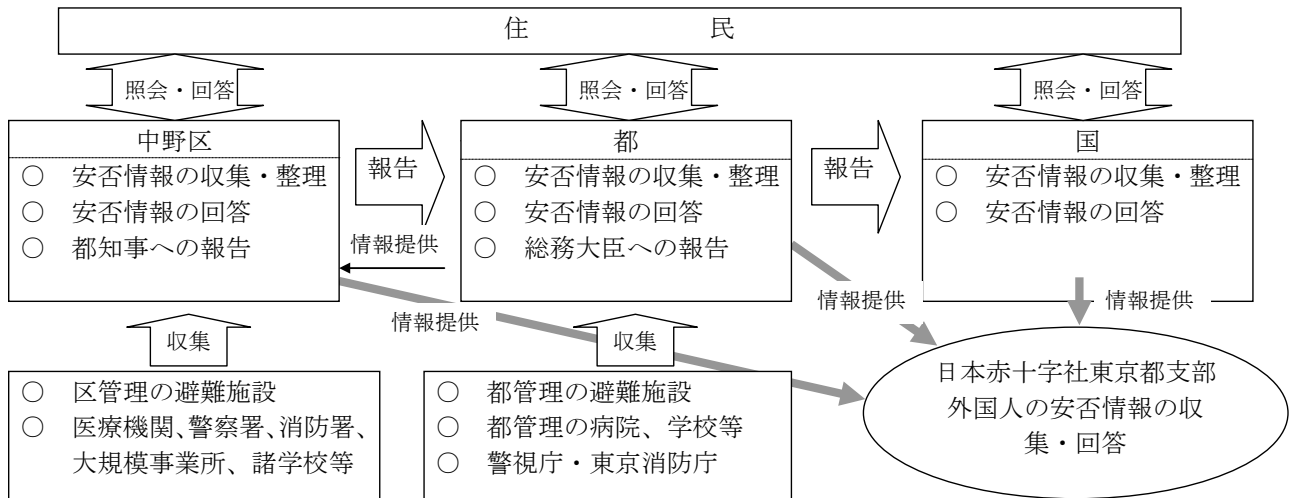 住民
照会・回答
照会・回答
照会・回答
中野区
○ 安否情報の収集・整理
○ 安否情報の回答
○ 都知事への報告
報告
情報提供
都
○ 安否情報の収集・整理
○ 安否情報の回答
○ 総務大臣への報告
報告
国
○ 安否情報の収集・整理
○ 安否情報の回答
情報提供
情報提供
情報提供
収集
収集
○ 区管理の避難施設
○ 医療機関、警察署、消防署、
大規模事業所、諸学校等
○ 都管理の避難施設
○ 都管理の病院、学校等
○ 警視庁・東京消防庁
日本赤十字社東京都支部
外国人の安否情報の収
集・回答